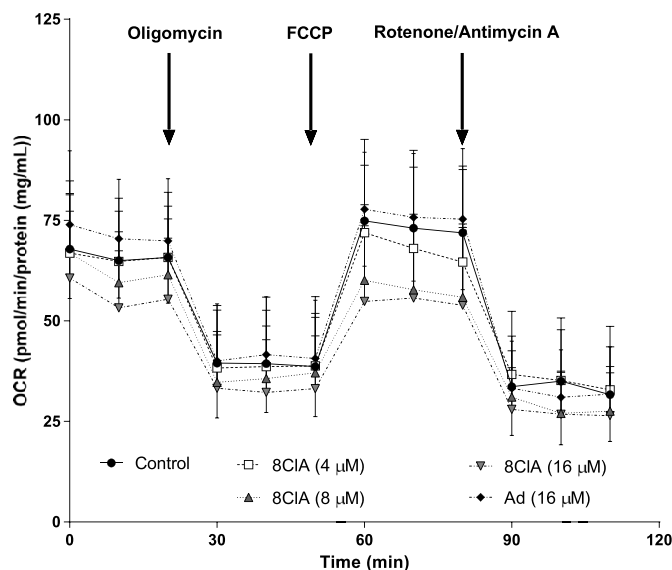 125
Oligomycin FCCP Rotenone/Antimycin A
100
75
50
25
0
OCR (pmol/min/protein (mg/mL))
Control 8ClA (4 μM) 8ClA (16 μM)
8ClA (8 μM) Ad (16 μM)
0 30 60 90 120
Time (min)